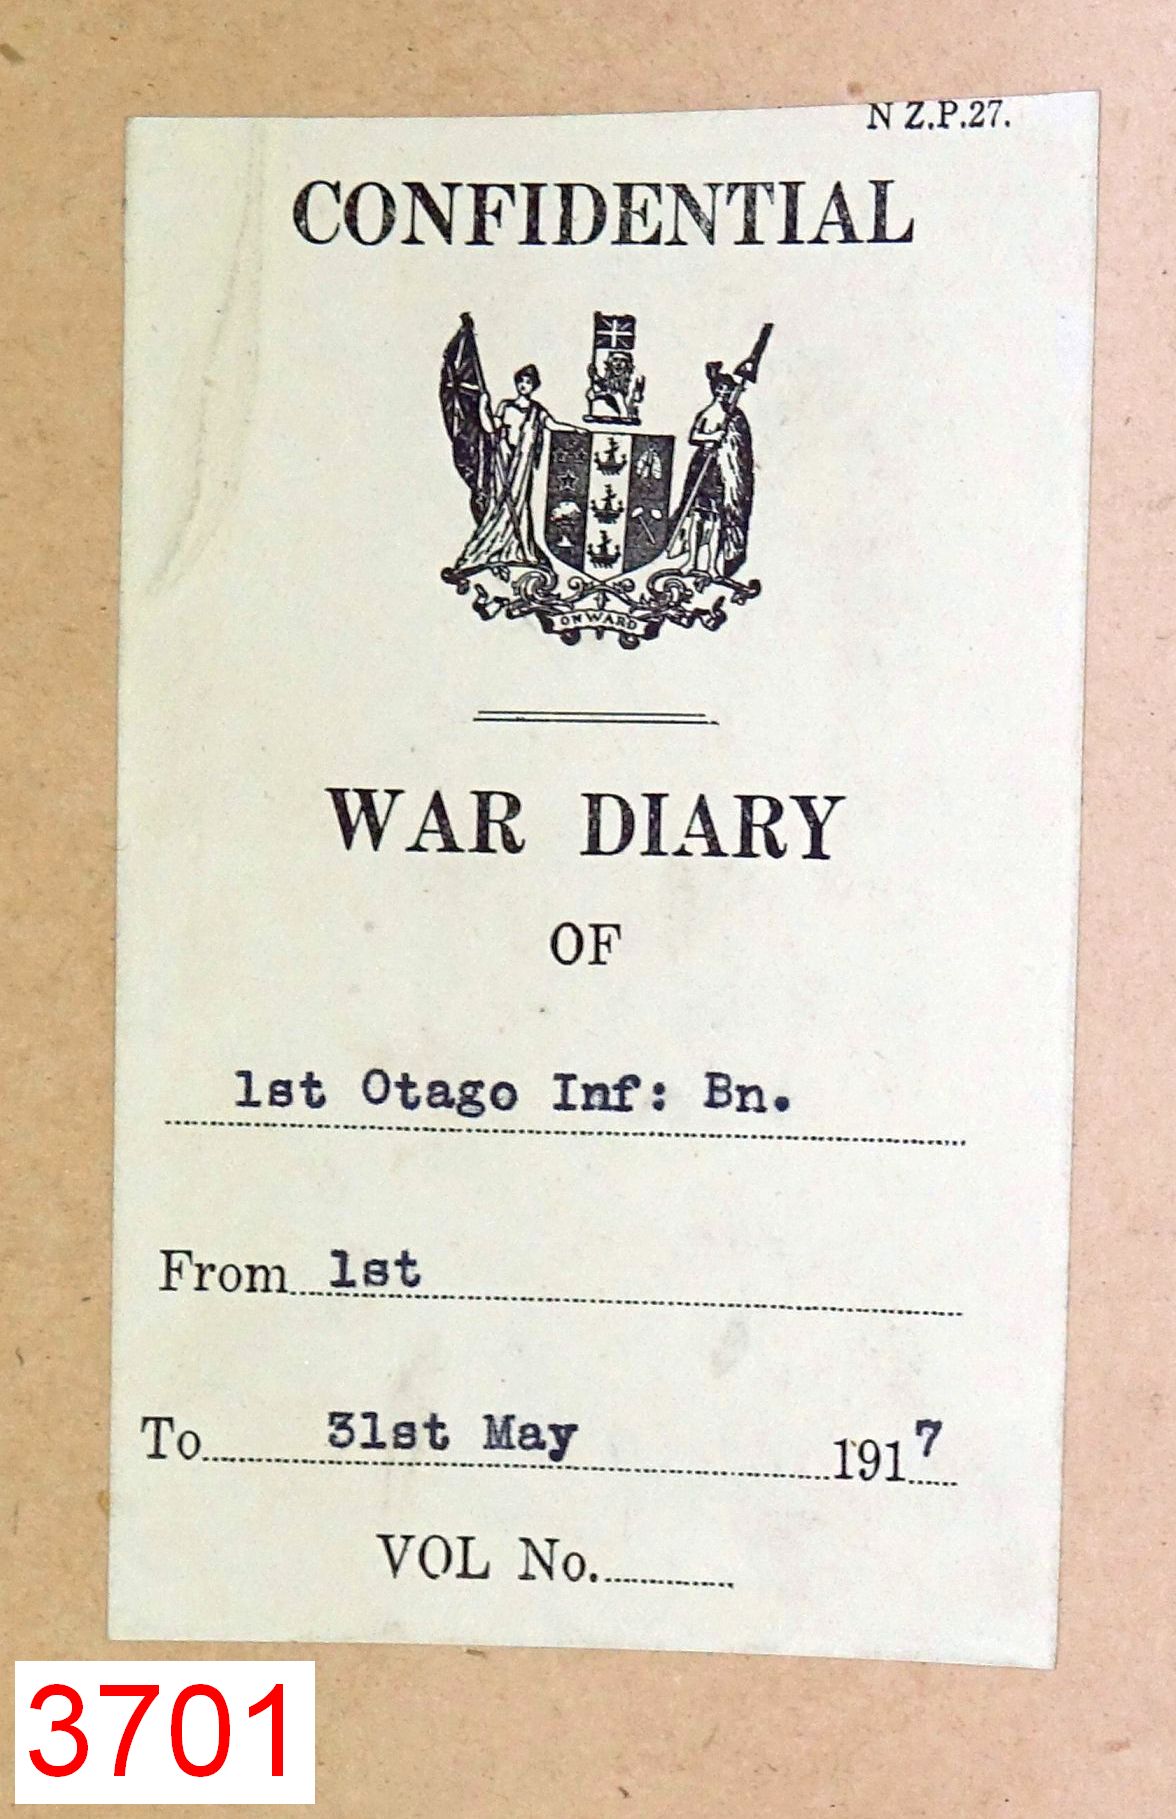 N Z.P.27.
CONFIDENTIAL
ONWARD
WAR DIARY
OF
1st Otago Inf: Bn.
From 1st
To 31st May 1917
VOL No.
3701